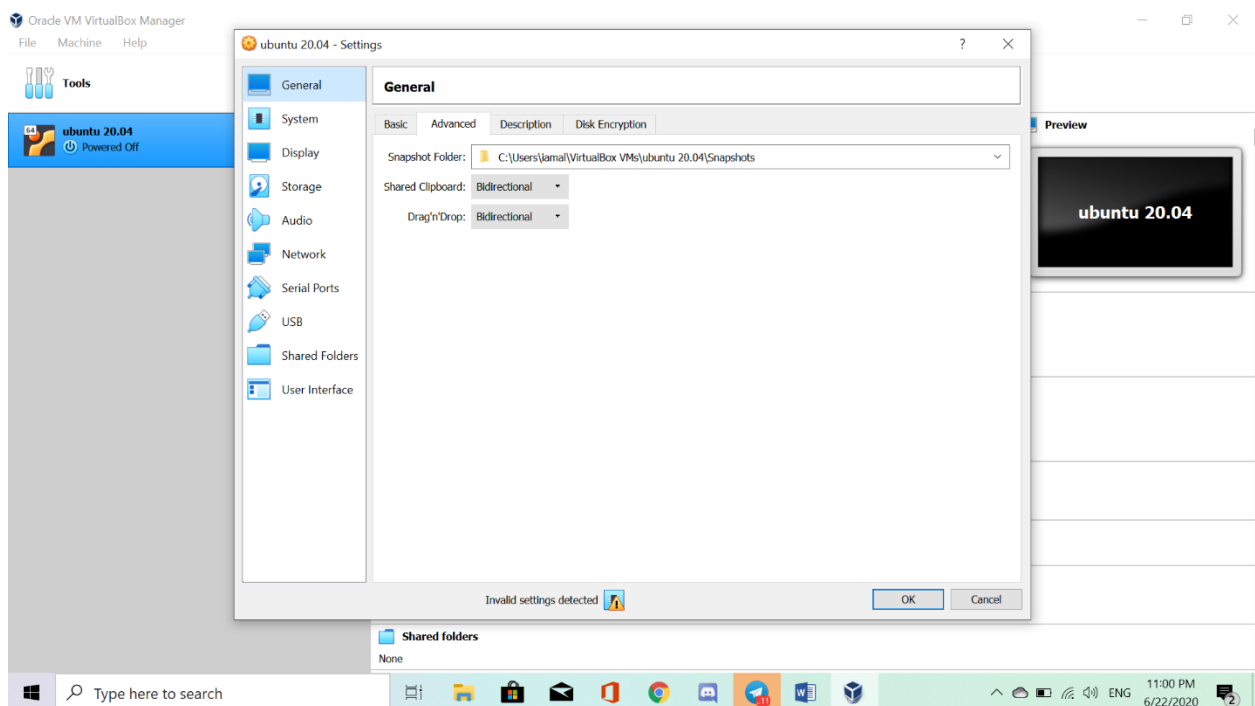 Oracle VM VirtualBox Manager
File Machine Help
Tools
64
ubuntu 20.04
Powered Off
ubuntu 20.04 - Settings
?
General
System
Display
Storage
Audio
Network
Serial Ports
USB
Shared Folders
User Interface
General
Basic Advanced Description Disk Encryption
Snapshot Folder: C:\Users\iamal\VirtualBox VMs\ubuntu 20.04\Snapshots
Shared Clipboard: Bidirectional
Drag'n'Drop: Bidirectional
Invalid settings detected
OK Cancel
Preview
ubuntu 20.04
Shared folders
None
Type here to search
11
ENG
11:00 PM
6/22/2020
2